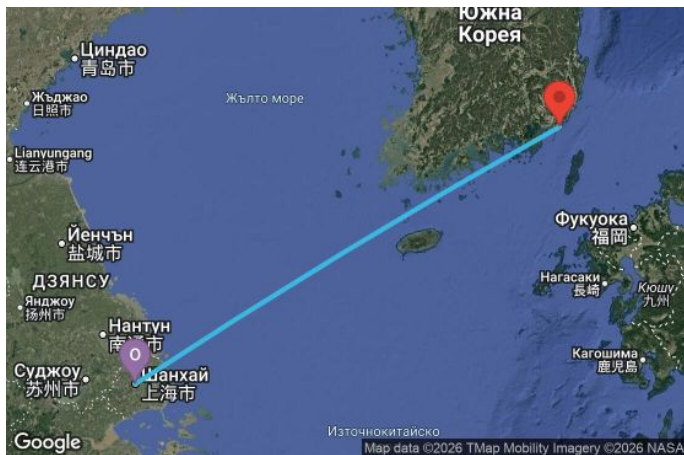 Южна
Корея
Циндао
青岛市
Жъджао
日照市
Жълто море
Lianyungang
连云港市
Йенчън
盐城市
Фукуока
福岡
ДЗЯНСУ
Янджоу
扬州市
Нагасаки
長崎
Кюшу
九州
Нантун
南通市
O
Шанхай
上海市
Суджоу
苏州市
Кагошима
鹿児島
Източнокитайско
Google
Map data ©2026 TMap Mobility Imagery ©2026 NASA